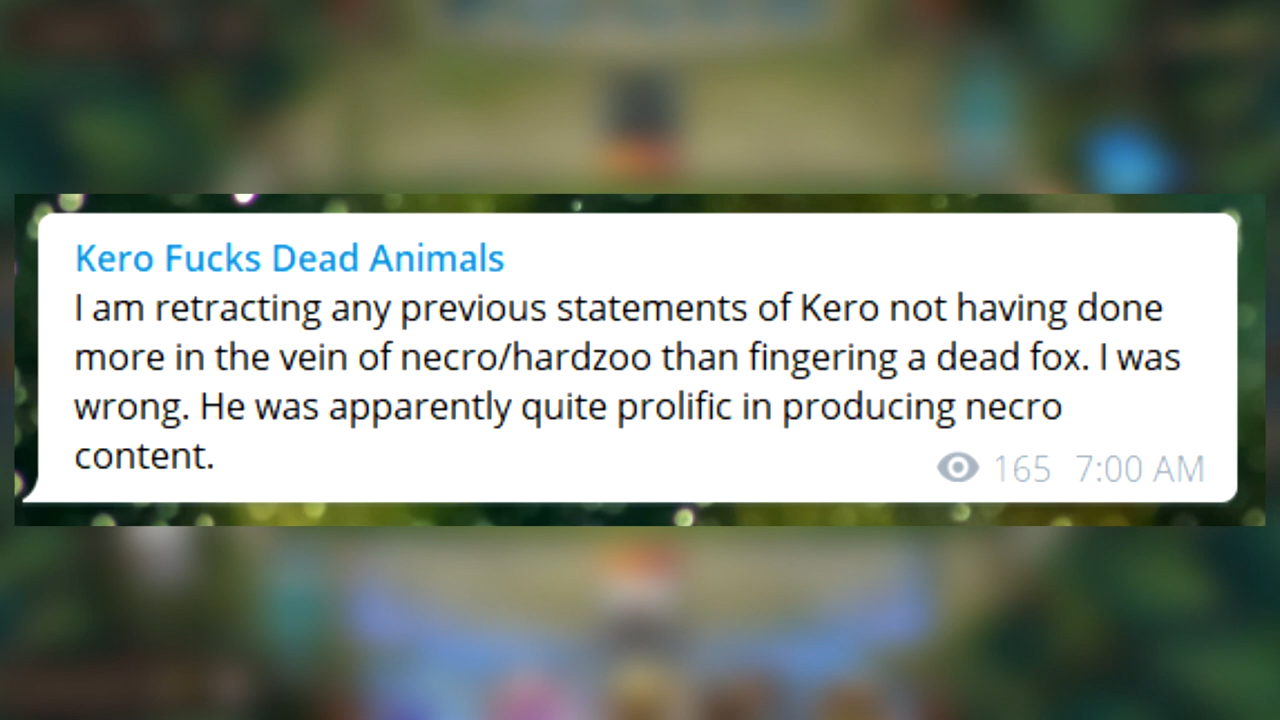 Kero Fucks Dead Animals
I am retracting any previous statements of Kero not having done
more in the vein of necro/hardzoo than fingering a dead fox. I was
wrong. He was apparently quite prolific in producing necro
content.
165 7:00 AM